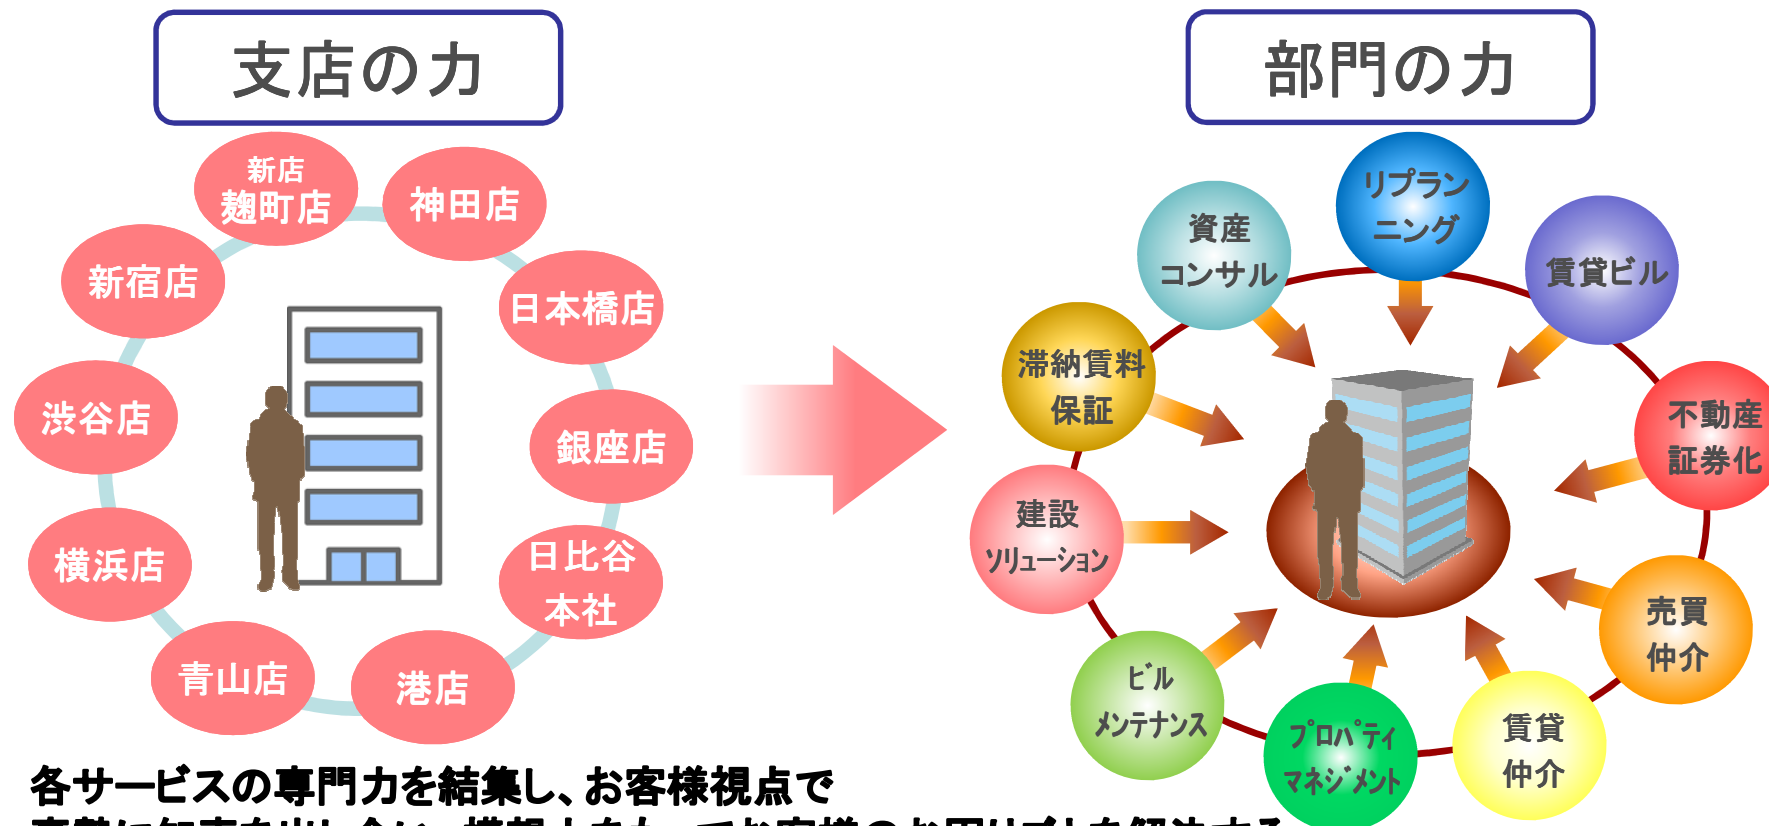 支店の力
新店
麹町店
神田店
日本橋店
銀座店
日比谷
本社
港店
青山店
横浜店
渋谷店
新宿店
部門の力
リプラン
ニング
賃貸ビル
不動産
証券化
売買
仲介
賃貸
仲介
プロパティ
マネジメント
ビル
メンテナンス
建設
ソリューション
滞納賃料
保証
資産
コンサル
各サービスの専門力を結集し、お客様視点で